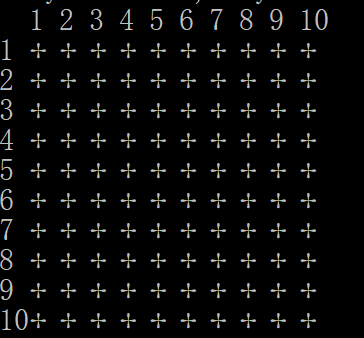 1 2 3 4 5 6 7 8 9 10
1 + + + + + + + + + +
2 + + + + + + + + + +
3 + + + + + + + + + +
4 + + + + + + + + + +
5 + + + + + + + + + +
6 + + + + + + + + + +
7 + + + + + + + + + +
8 + + + + + + + + + +
9 + + + + + + + + + +
10+ + + + + + + + + +